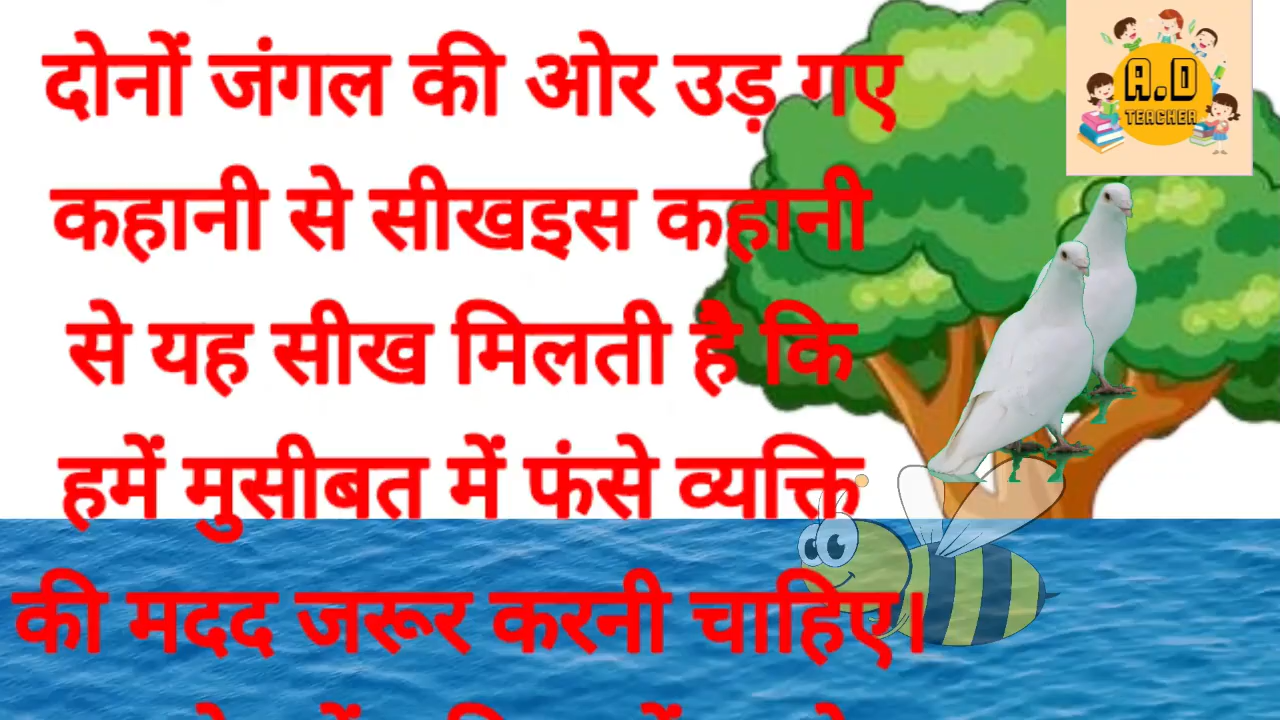 दोनों जंगल की ओर उड़ गए
कहानी से सीखइस कहानी
से यह सीख मिलती है कि
हमें मुसीबत में फंसे व्यक्ति
की मदद जरूर करनी चाहिए।
A.D
TEACHER